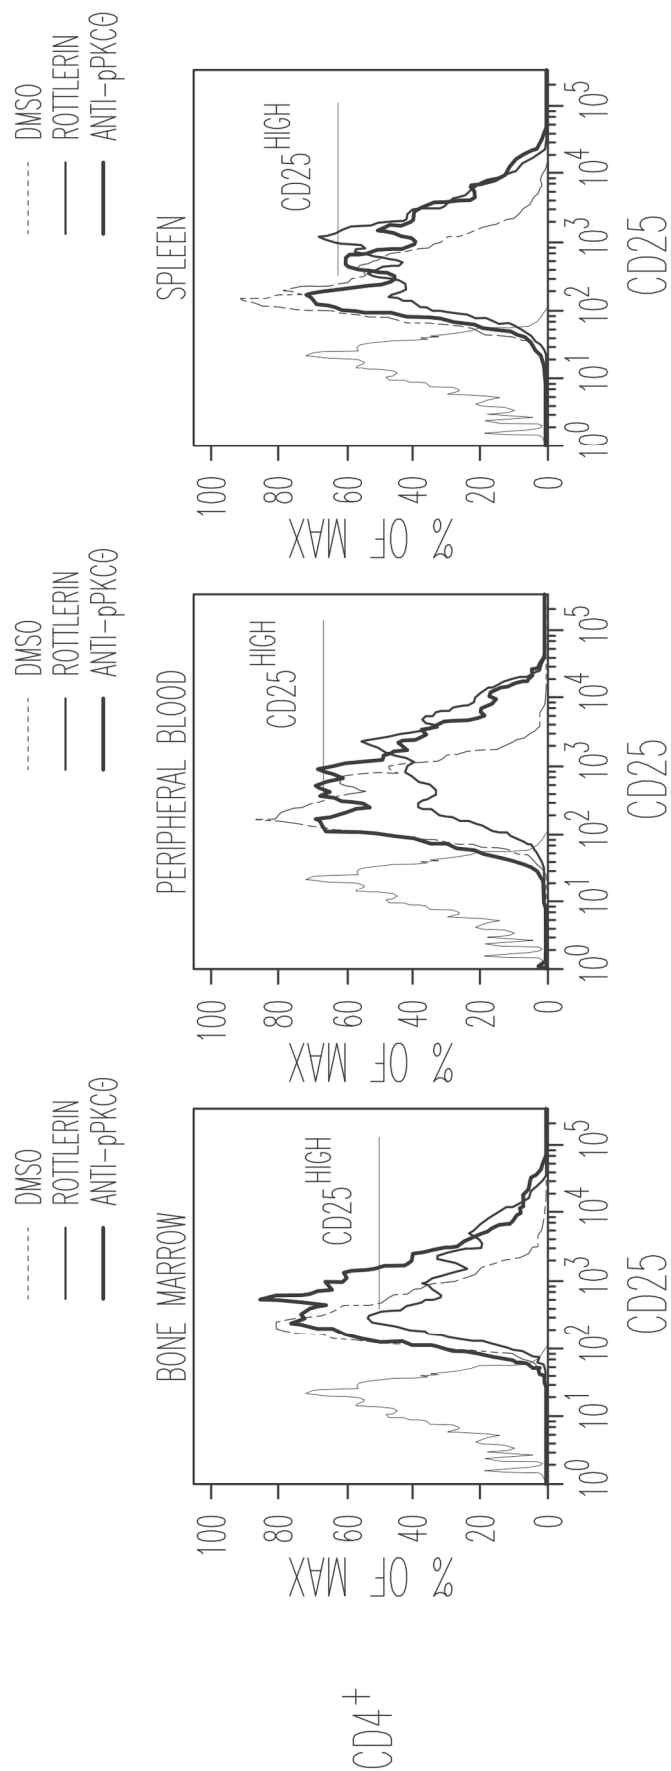 CD4+
DMSO
ROTTLERIN
ANTI-pPKCΘ
BONE MARROW
CD25HIGH
% OF MAX
100
80
60
40
20
0
10^0 10^1 10^2 10^3 10^4 10^5
CD25
DMSO
ROTTLERIN
ANTI-pPKCΘ
PERIPHERAL BLOOD
CD25HIGH
% OF MAX
100
80
60
40
20
0
10^0 10^1 10^2 10^3 10^4 10^5
CD25
DMSO
ROTTLERIN
ANTI-pPKCΘ
SPLEEN
CD25HIGH
% OF MAX
100
80
60
40
20
0
10^0 10^1 10^2 10^3 10^4 10^5
CD25